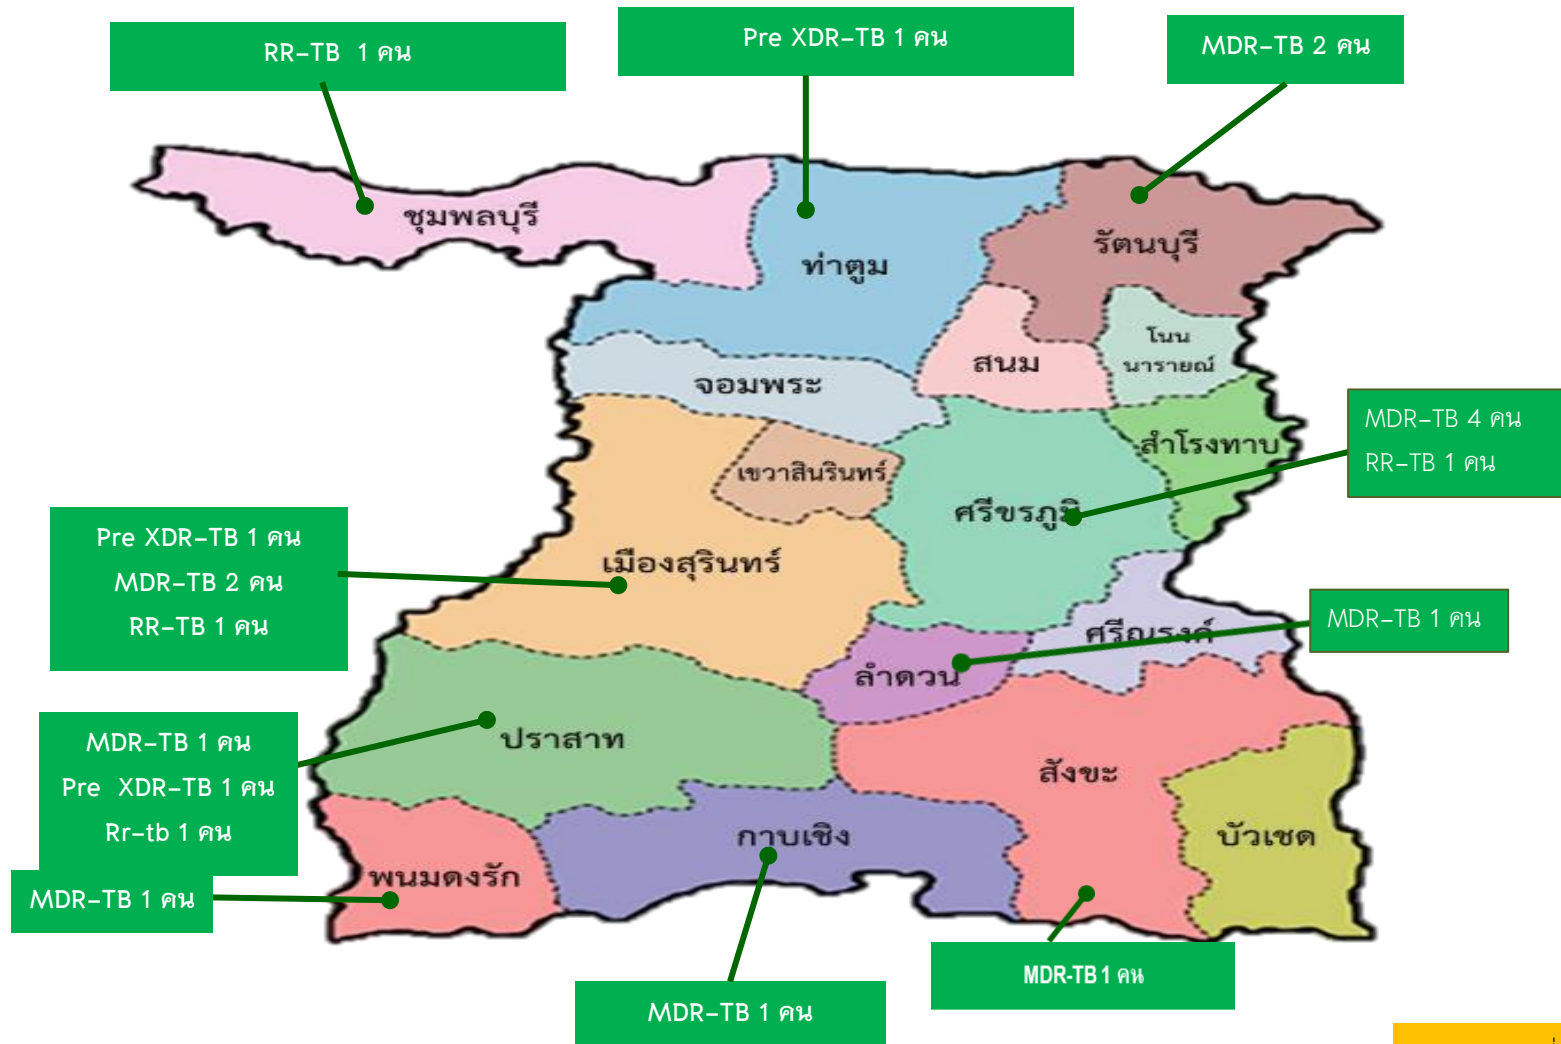 RR-TB 1 คน
Pre XDR-TB 1 คน
MDR-TB 2 คน
ชุมพลบุรี
ท่าตูม
รัตนบุรี
สนม
โนน
นารายณ์
จอมพระ
MDR-TB 4 คน
RR-TB 1 คน
สำโรงทาบ
เขวาสินรินทร์
ศรีขรภูมิ
Pre XDR-TB 1 คน
MDR-TB 2 คน
RR-TB 1 คน
เมืองสุรินทร์
MDR-TB 1 คน
ศรีณรงค์
ลำดวน
MDR-TB 1 คน
Pre XDR-TB 1 คน
Rr-tb 1 คน
ปราสาท
สังขะ
บัวเชด
กาบเชิง
พนมดงรัก
MDR-TB 1 คน
MDR-TB 1 คน
MDR-TB 1 คน